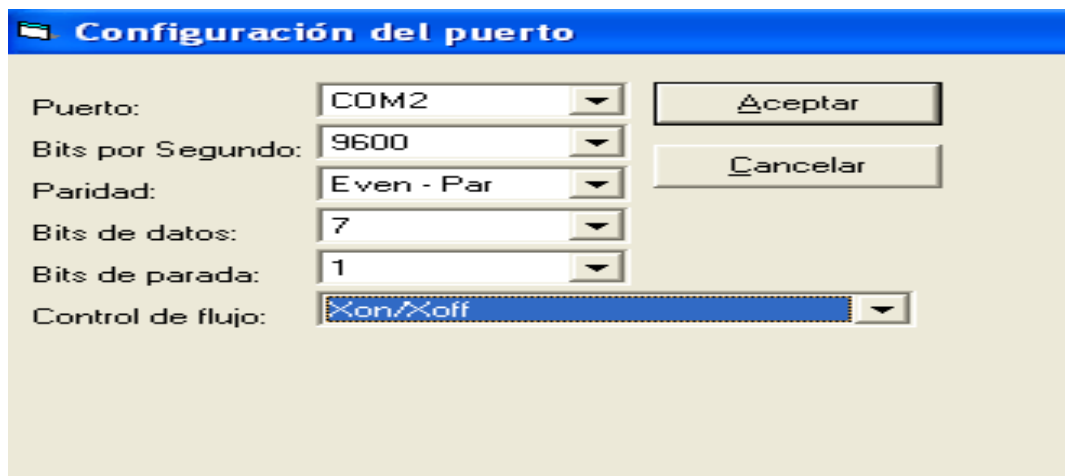 Configuración del puerto
Puerto: COM2 Aceptar
Bits por Segundo: 9600 Cancelar
Paridad: Even - Par
Bits de datos: 7
Bits de parada: 1
Control de flujo: Xon/Xoff